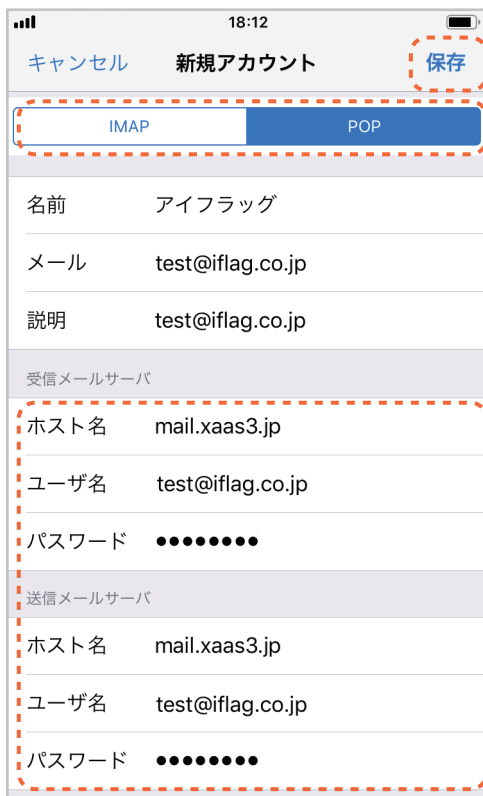 18:12
キャンセル 新規アカウント 保存
IMAP POP
名前 アイフラッグ
メール test@iflag.co.jp
説明 test@iflag.co.jp
受信メールサーバ
ホスト名 mail.xaas3.jp
ユーザ名 test@iflag.co.jp
パスワード ●●●●●●●●
送信メールサーバ
ホスト名 mail.xaas3.jp
ユーザ名 test@iflag.co.jp
パスワード ●●●●●●●●